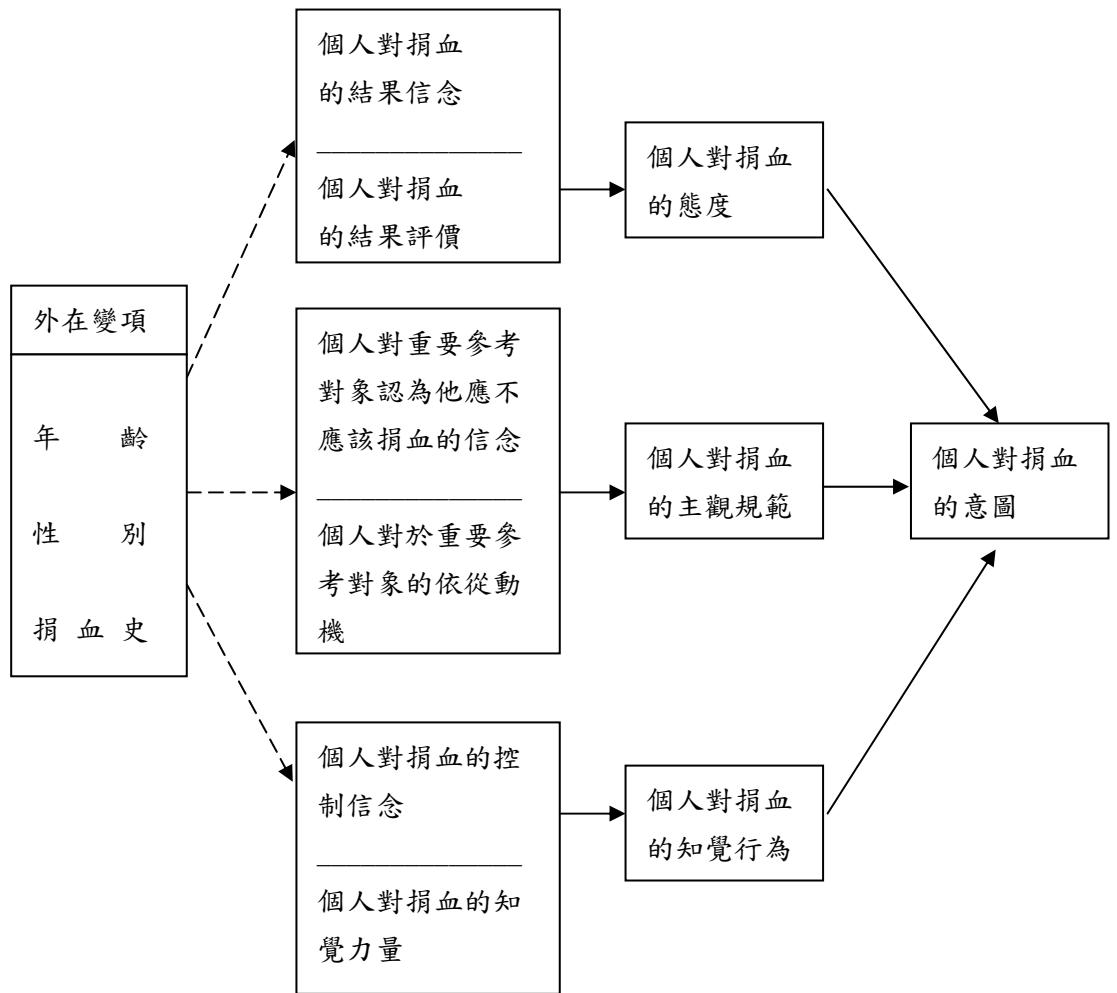 外在變項
年 齡
性 別
捐 血 史
個人對捐血
的結果信念
______________
個人對捐血
的結果評價
個人對重要參考
對象認為他應不
應該捐血的信念
______________
個人對於重要參
考對象的依從動
機
個人對捐血的控
制信念
______________
個人對捐血的知
覺力量
個人對捐血
的態度
個人對捐血
的主觀規範
個人對捐血
的知覺行為
個人對捐血
的意圖